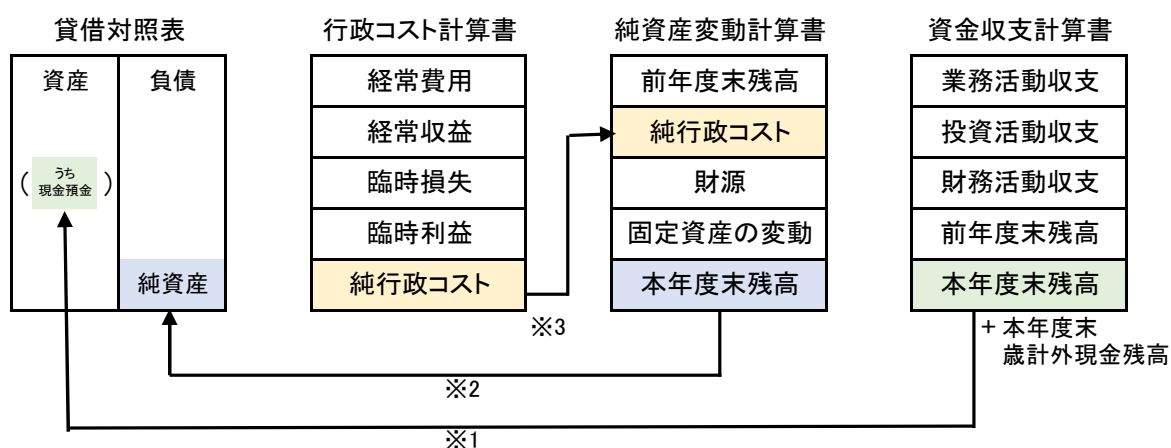 貸借対照表
資産
負債
(うち
現金預金)
純資産
行政コスト計算書
経常費用
経常収益
臨時損失
臨時利益
純行政コスト
純資産変動計算書
前年度末残高
純行政コスト
財源
固定資産の変動
本年度末残高
資金収支計算書
業務活動収支
投資活動収支
財務活動収支
前年度末残高
本年度末残高
+ 本年度末
歳計外現金残高
※3
※2
※1